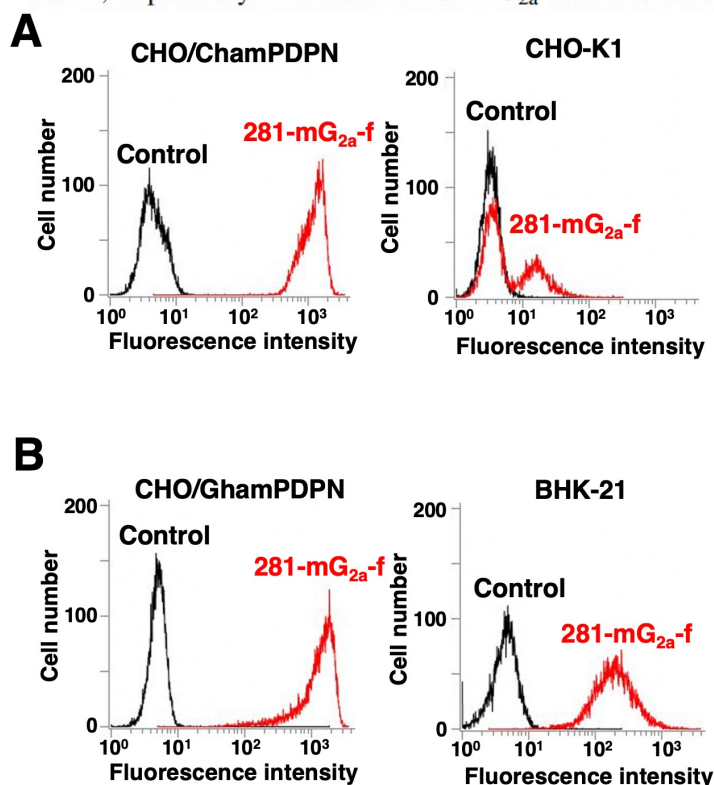 A
CHO/ChamPDPN
200
100
0
Cell number
Control
281-mG2a-f
10⁰ 10¹ 10² 10³
Fluorescence intensity
CHO-K1
200
100
0
Cell number
Control
281-mG2a-f
10⁰ 10¹ 10² 10³
Fluorescence intensity
B
CHO/GhamPDPN
200
100
0
Cell number
Control
281-mG2a-f
10⁰ 10¹ 10² 10³
Fluorescence intensity
BHK-21
200
100
0
Cell number
Control
281-mG2a-f
10⁰ 10¹ 10² 10³
Fluorescence intensity